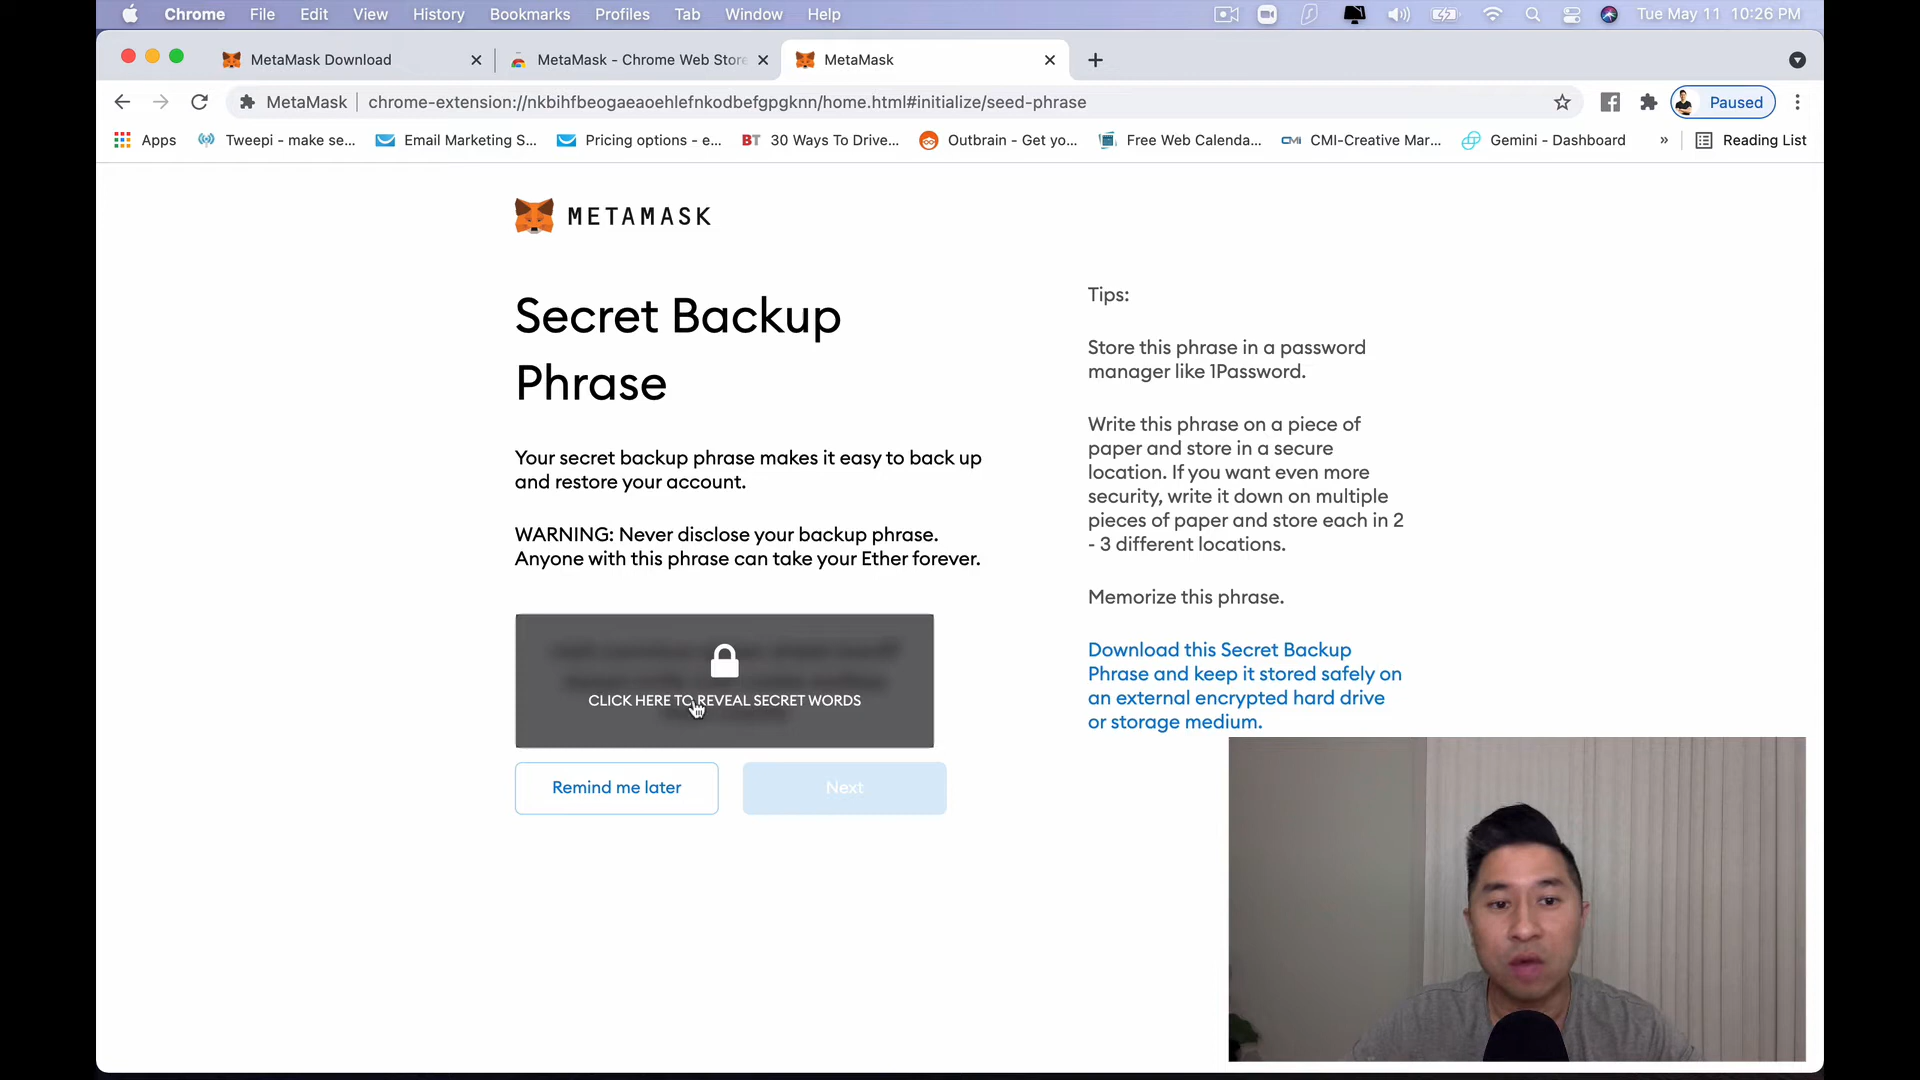 Chrome File Edit View History Bookmarks Profiles Tab Window Help Tue May 11 10:26 PM
MetaMask Download MetaMask - Chrome Web Store MetaMask
MetaMask chrome-extension://nkbihfbeogaeaoehlefnkodbefgpgknn/home.html#initialize/seed-phrase Paused
Apps Tweepi - make se... Email Marketing S... Pricing options - e... BT 30 Ways To Drive... Outbrain - Get yo... Free Web Calenda... CMI CMI-Creative Mar... Gemini - Dashboard » Reading List
METAMASK
Secret Backup
Phrase
Your secret backup phrase makes it easy to back up
and restore your account.
WARNING: Never disclose your backup phrase.
Anyone with this phrase can take your Ether forever.
CLICK HERE TO REVEAL SECRET WORDS
Remind me later Next
Tips:
Store this phrase in a password
manager like 1Password.
Write this phrase on a piece of
paper and store in a secure
location. If you want even more
security, write it down on multiple
pieces of paper and store each in 2
- 3 different locations.
Memorize this phrase.
Download this Secret Backup
Phrase and keep it stored safely on
an external encrypted hard drive
or storage medium.